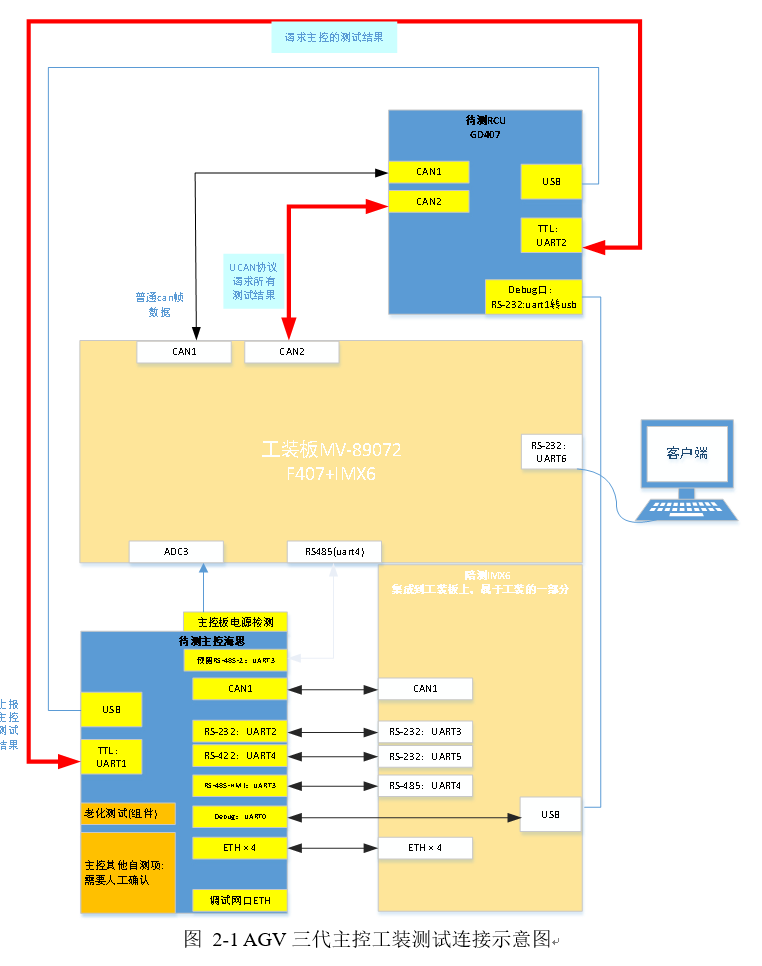 请求主控的测试结果
待测RCU
GD407
CAN1
CAN2
USB
TTL:
UART2
Debug口:
RS-232:uart1转usb
UCAN协议
请求所有
测试结果
普通can帧
数据
CAN1
CAN2
工装板MV-89072
F407+IMX6
RS-232:
UART6
客户端
ADC3
RS485(uart4)
陪测IMX6
集成到工装板上，属于工装的一部分
主控板电源检测
待测主控海思
预留RS-485-2: UART3
CAN1
CAN1
上报
主控
测试
结果
USB
TTL:
UART1
RS-232: UART2
RS-232: UART3
RS-422: UART4
RS-232: UART5
RS-485-HMI: UART3
RS-485: UART4
老化测试(组件)
Debug: UART0
USB
ETH × 4
ETH × 4
主控其他自测项:
需要人工确认
调试网口ETH
图 2-1 AGV 三代主控工装测试连接示意图